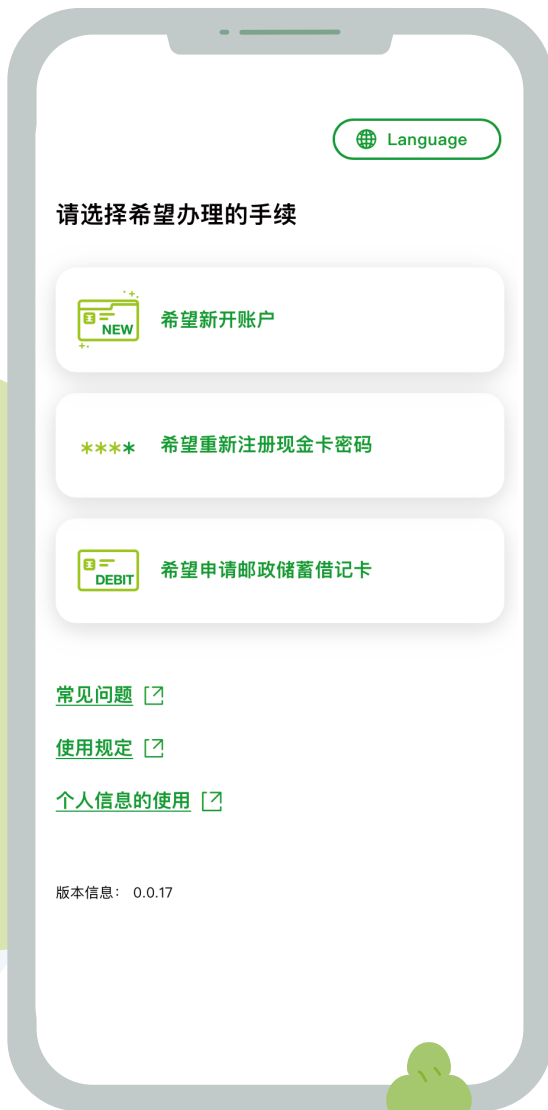 Language
请选择希望办理的手续
NEW
希望新开账户
****
希望重新注册现金卡密码
DEBIT
希望申请邮政储蓄借记卡
常见问题
使用规定
个人信息的使用
版本信息： 0.0.17